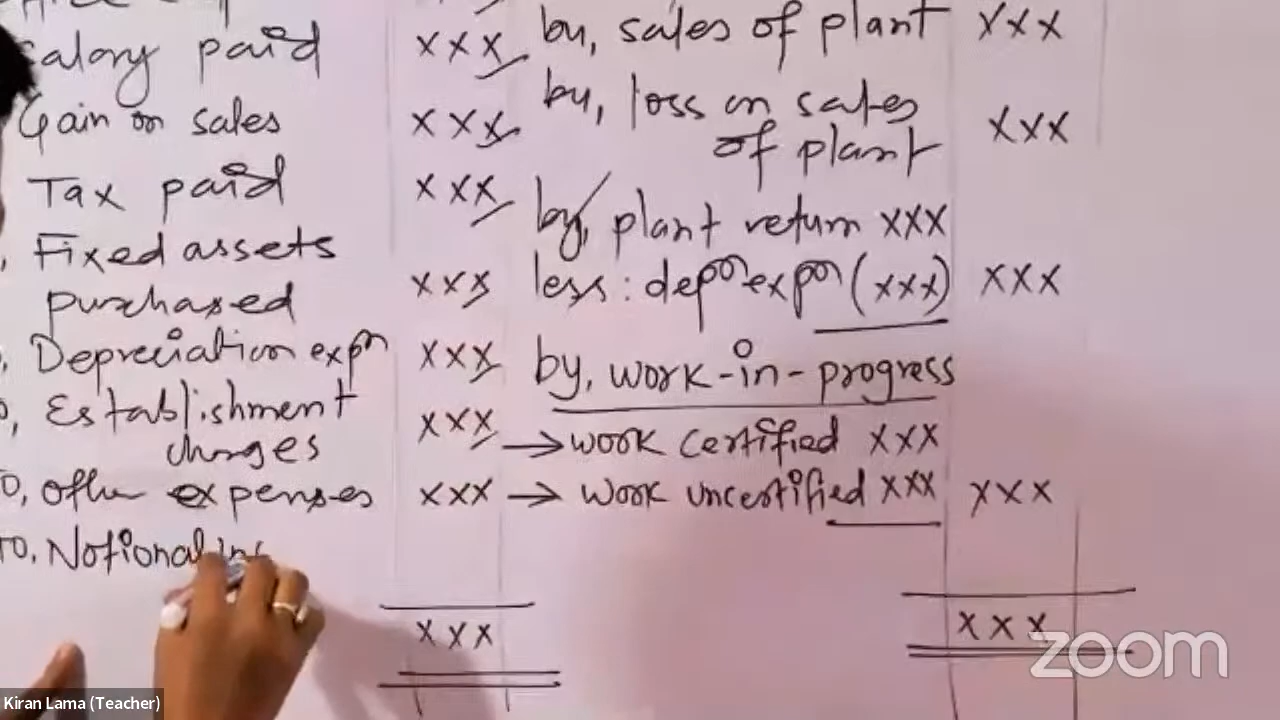 Salary paid XXX
Gain on sales XXX
Tax paid XXX
, Fixed assets
purchased XXX
, Depreciation expn XXX
o, Establishment
charges XXX
TO, other expenses XXX
TO, Notional in
XXX
by, sales of plant XXX
by, loss on sales
of plant XXX
by, plant return XXX
less: depn expn (XXX) XXX
by, work-in-progress
→ work certified XXX
→ work uncertified XXX XXX
XXX
zoom
Kiran Lama (Teacher)